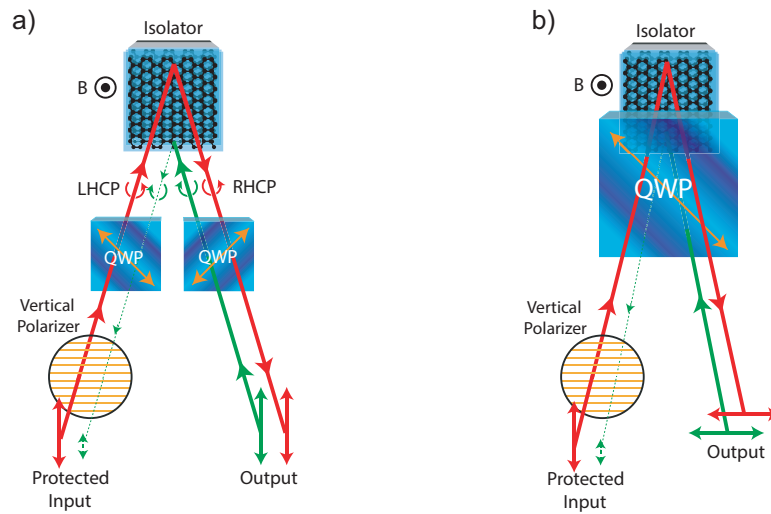 a)
Isolator
B
LHCP
RHCP
QWP
QWP
Vertical
Polarizer
Protected
Input
Output
b)
Isolator
B
QWP
Vertical
Polarizer
Protected
Input
Output